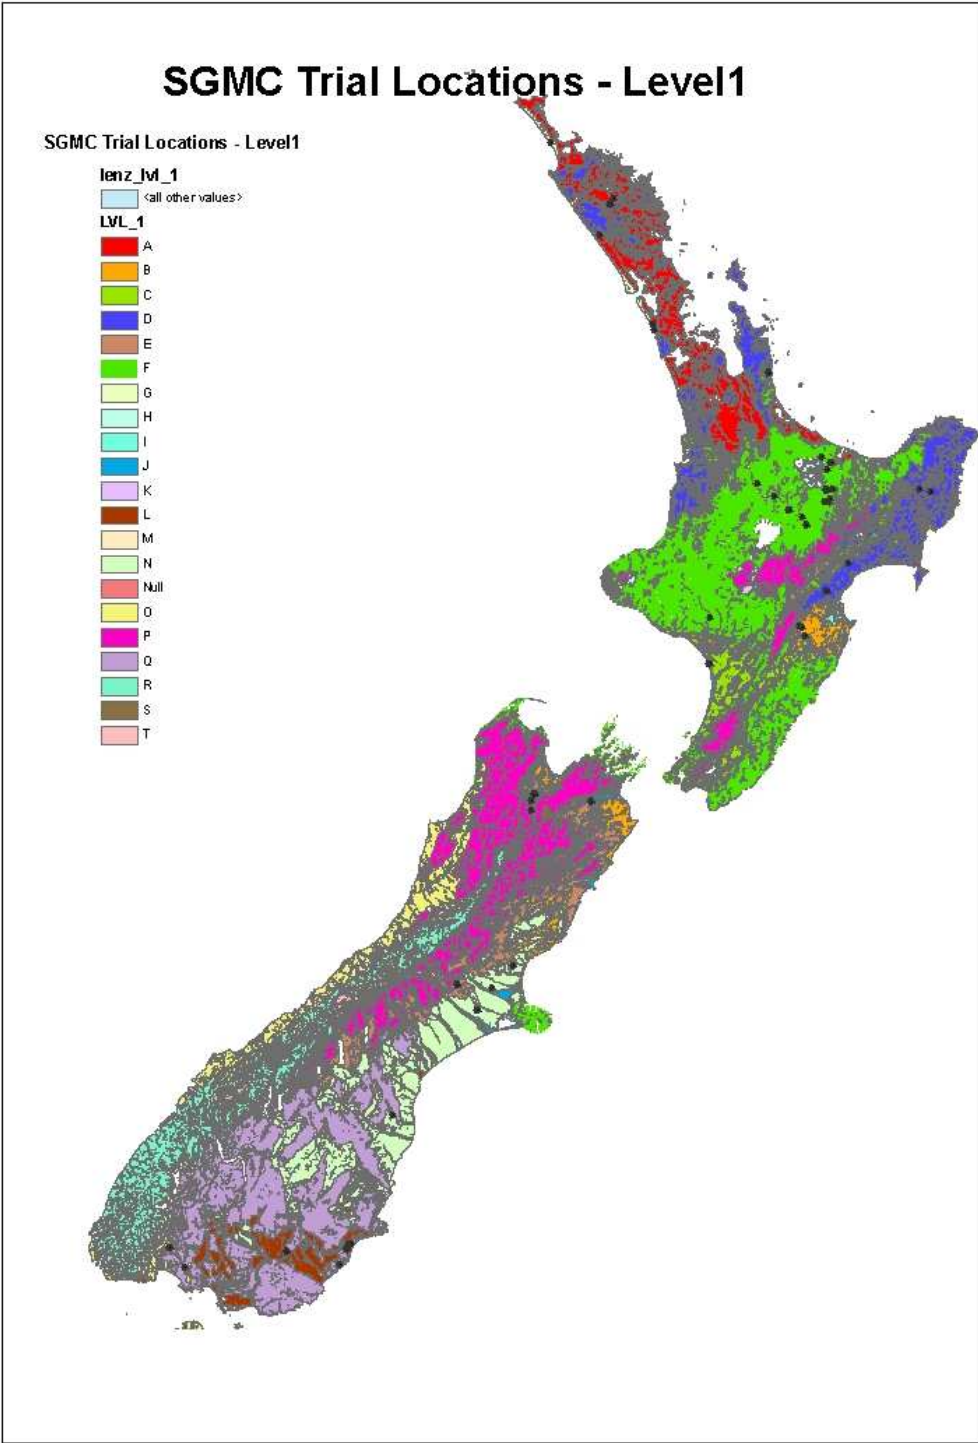 SGMC Trial Locations - Level1
SGMC Trial Locations - Level1
lenz_lvl_1
<all other values>
LVL_1
A
B
C
D
E
F
G
H
I
J
K
L
M
N
Null
O
P
Q
R
S
T